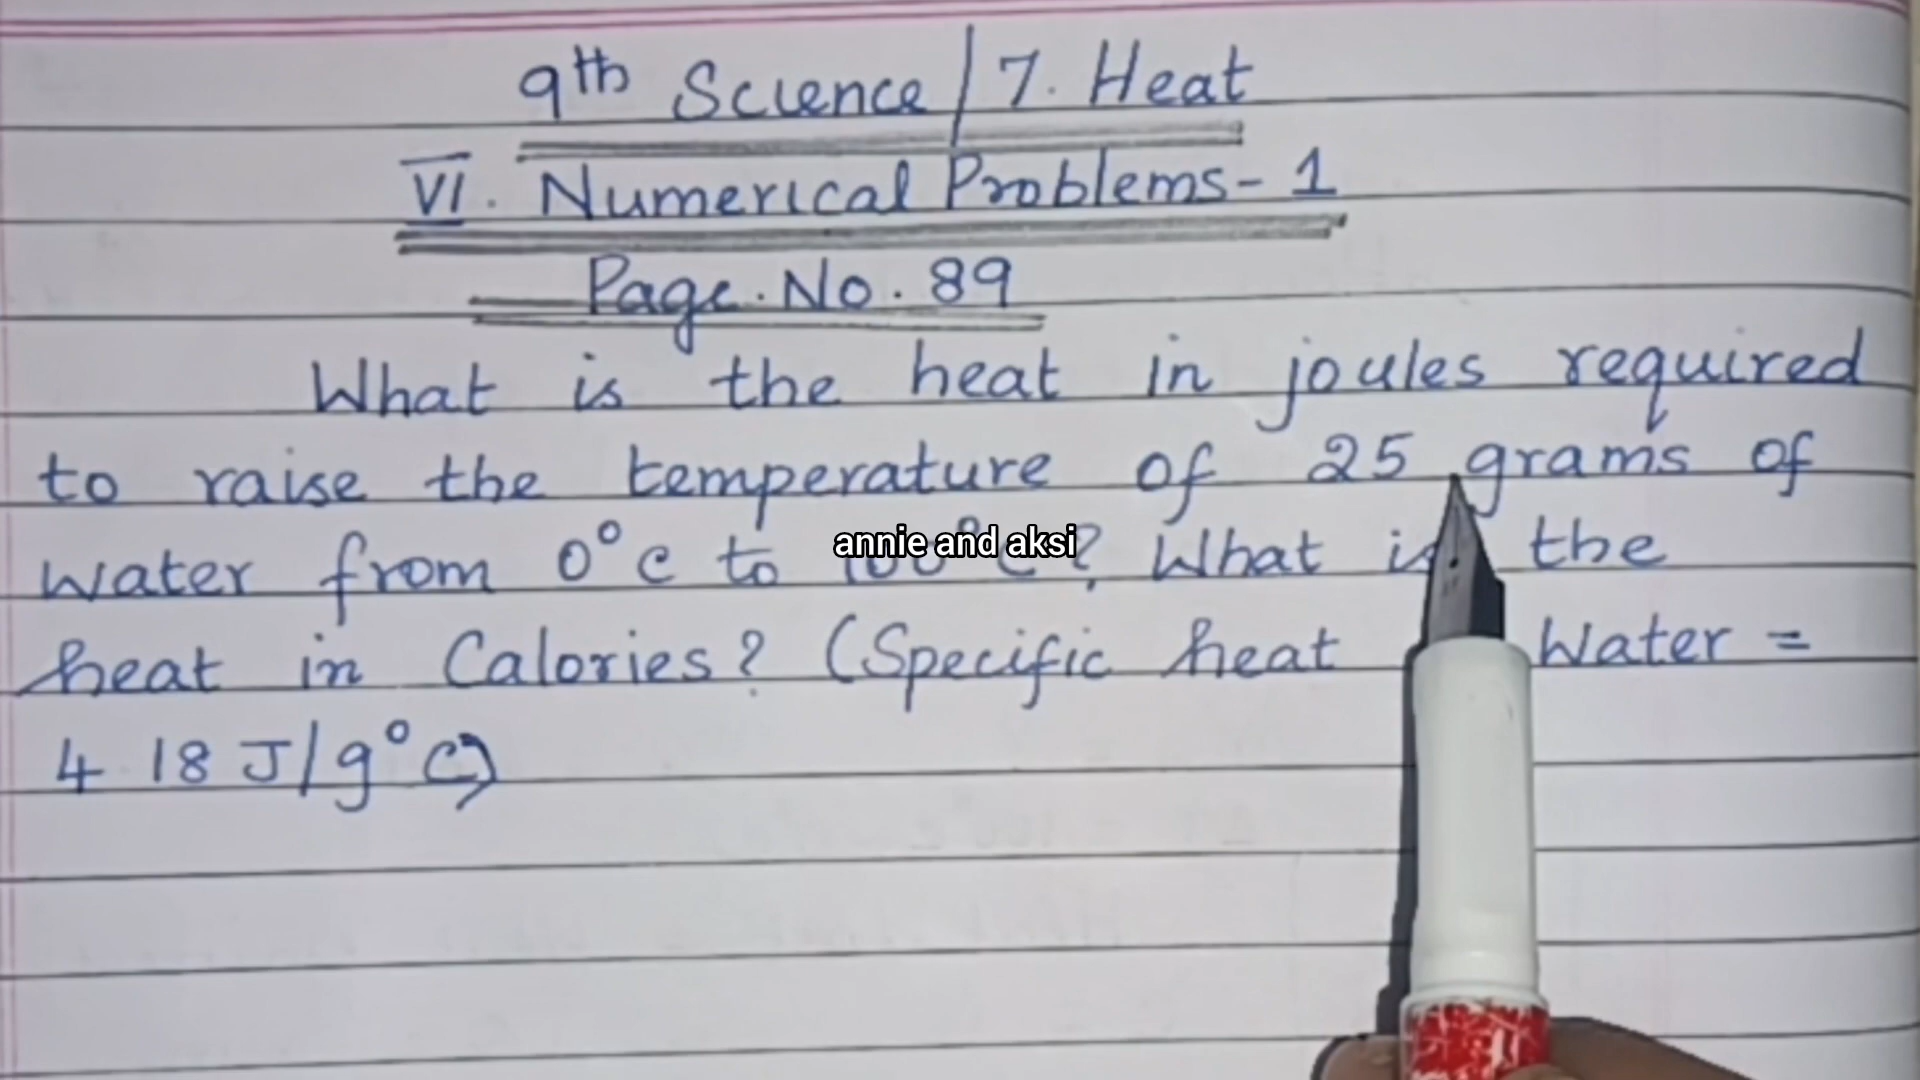 9th Science / 7. Heat
VI. Numerical Problems - 1
Page. No. 89
What is the heat in joules required
to raise the temperature of 25 grams of
water from 0°C to 100°C? What is the
annie and aksi
heat in Calories? (Specific heat Water =
4 18 J/g°C)